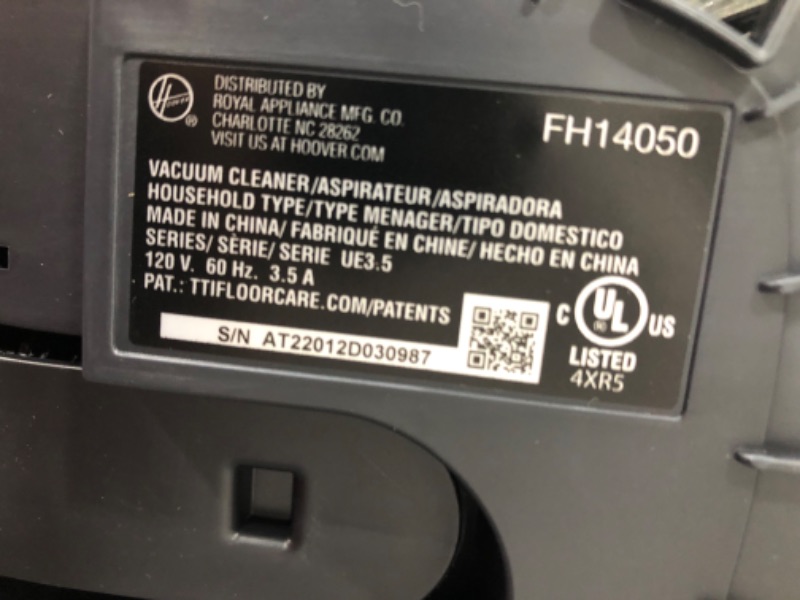 HOOVER
®
DISTRIBUTED BY
ROYAL APPLIANCE MFG. CO.
CHARLOTTE NC 28262
VISIT US AT HOOVER.COM
FH14050
VACUUM CLEANER/ASPIRATEUR/ASPIRADORA
HOUSEHOLD TYPE/TYPE MENAGER/TIPO DOMESTICO
MADE IN CHINA/ FABRIQUÉ EN CHINE/ HECHO EN CHINA
SERIES/ SÈRIE/ SERIE UE3.5
120 V. 60 Hz. 3.5 A
PAT.: TTIFLOORCARE.COM/PATENTS
S/N AT22012D030987
C UL ® US
LISTED
4XR5